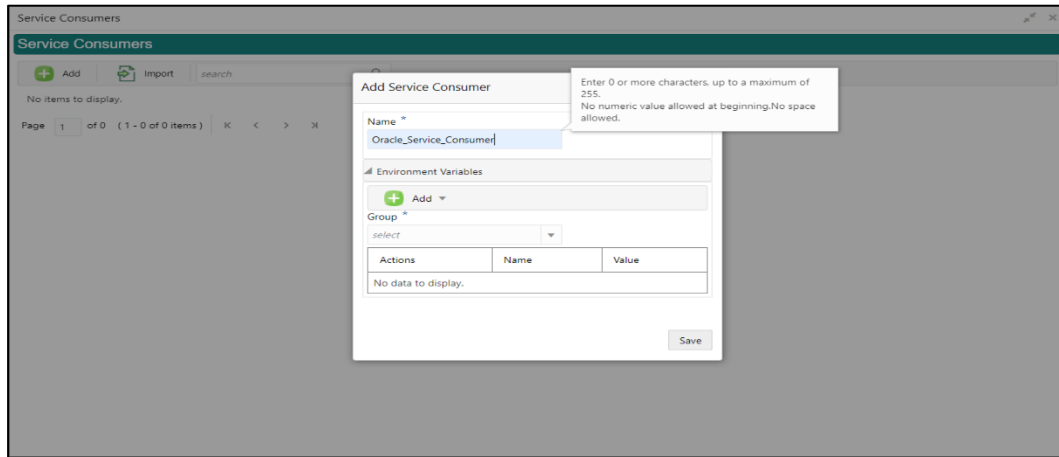 Service Consumers
Service Consumers
Add Import search
No items to display.
Page 1 of 0 ( 1 - 0 of 0 items )
Add Service Consumer
Enter 0 or more characters, up to a maximum of
255.
No numeric value allowed at beginning.No space
allowed.
Name *
Oracle_Service_Consumer
Environment Variables
Add
Group *
select
Actions Name Value
No data to display.
Save